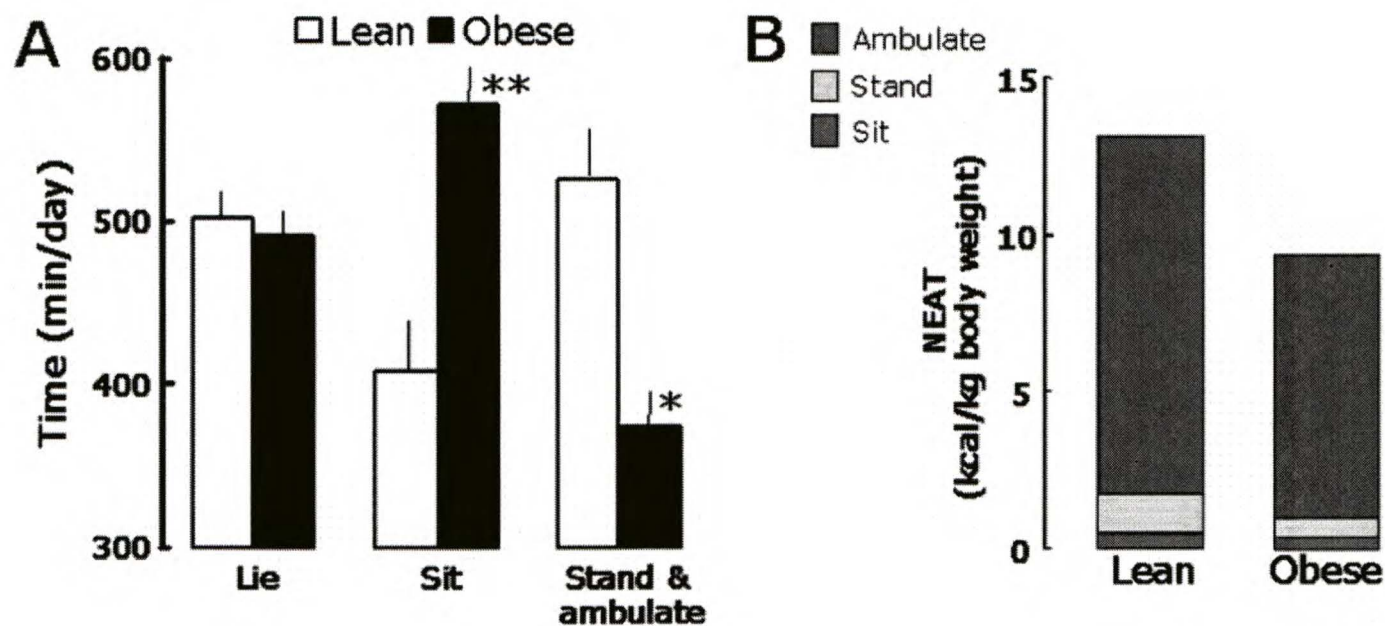 A
Lean Obese
600
500
400
300
Time (min/day)
**
*
Lie
Sit
Stand &
ambulate
B
Ambulate
Stand
Sit
15
10
5
0
NEAT
(kcal/kg body weight)
Lean
Obese